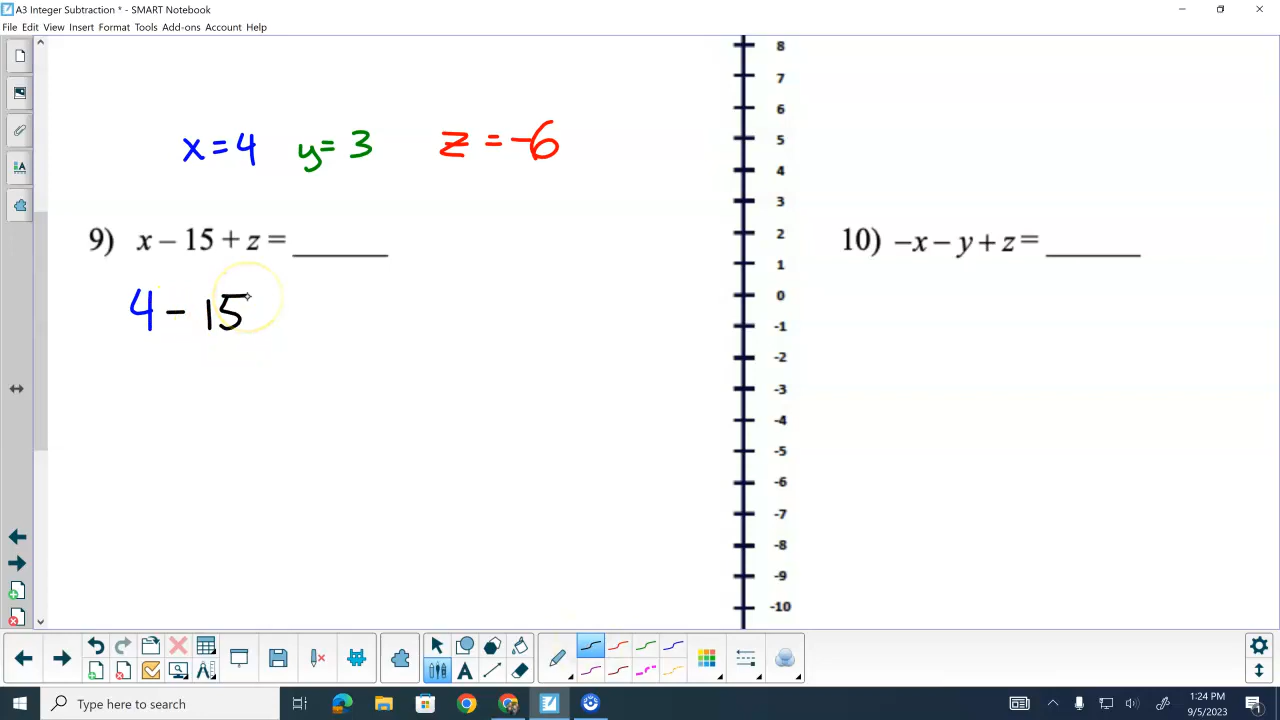 A3 Integer Subtraction * - SMART Notebook
File Edit View Insert Format Tools Add-ons Account Help
x = 4 y = 3 z = -6
9) x – 15 + z = ______
4 - 15
10) –x – y + z = ______
8
7
6
5
4
3
2
1
0
-1
-2
-3
-4
-5
-6
-7
-8
-9
-10
Type here to search
1:24 PM
9/5/2023
1